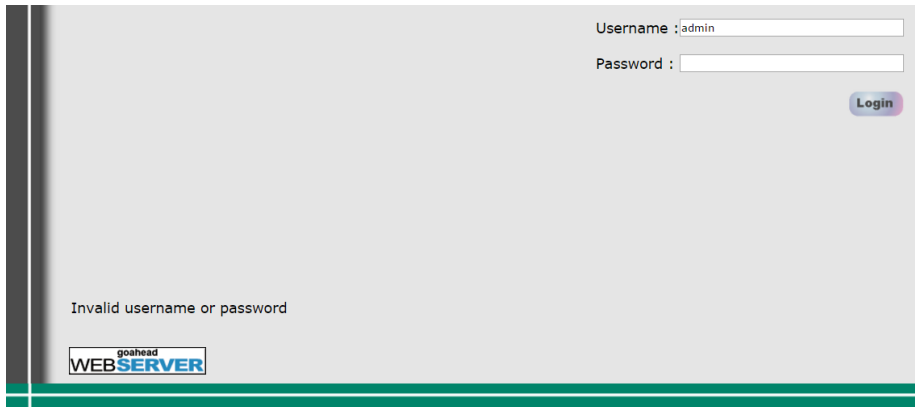 Username : admin
Password :
Login
Invalid username or password
goahead
WEBSERVER